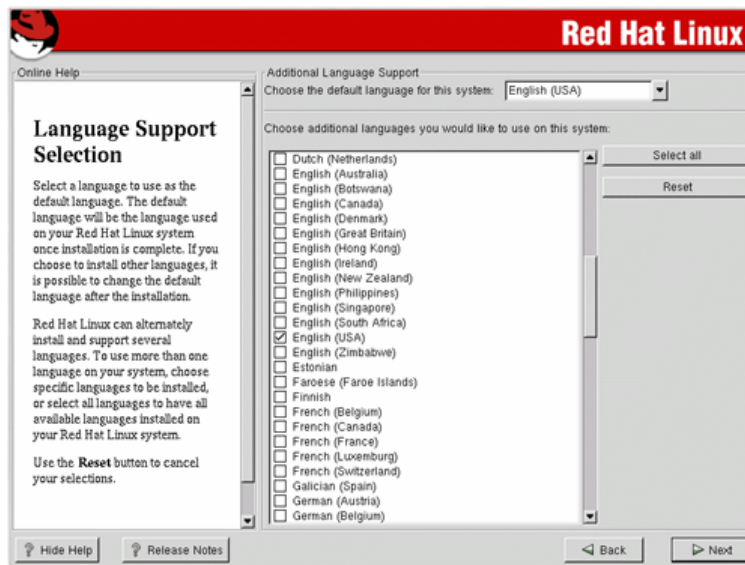 Red Hat Linux
Online Help
Language Support
Selection
Select a language to use as the
default language. The default
language will be the language used
on your Red Hat Linux system
once installation is complete. If you
choose to install other languages, it
is possible to change the default
language after the installation.
Red Hat Linux can alternately
install and support several
languages. To use more than one
language on your system, choose
specific languages to be installed,
or select all languages to have all
available languages installed on
your Red Hat Linux system.
Use the Reset button to cancel
your selections.
Additional Language Support
Choose the default language for this system: English (USA)
Choose additional languages you would like to use on this system:
Dutch (Netherlands)
English (Australia)
English (Botswana)
English (Canada)
English (Denmark)
English (Great Britain)
English (Hong Kong)
English (Ireland)
English (New Zealand)
English (Philippines)
English (Singapore)
English (South Africa)
English (USA)
English (Zimbabwe)
Estonian
Faroese (Faroe Islands)
Finnish
French (Belgium)
French (Canada)
French (France)
French (Luxemburg)
French (Switzerland)
Galician (Spain)
German (Austria)
German (Belgium)
Select all
Reset
Hide Help
Release Notes
Back
Next